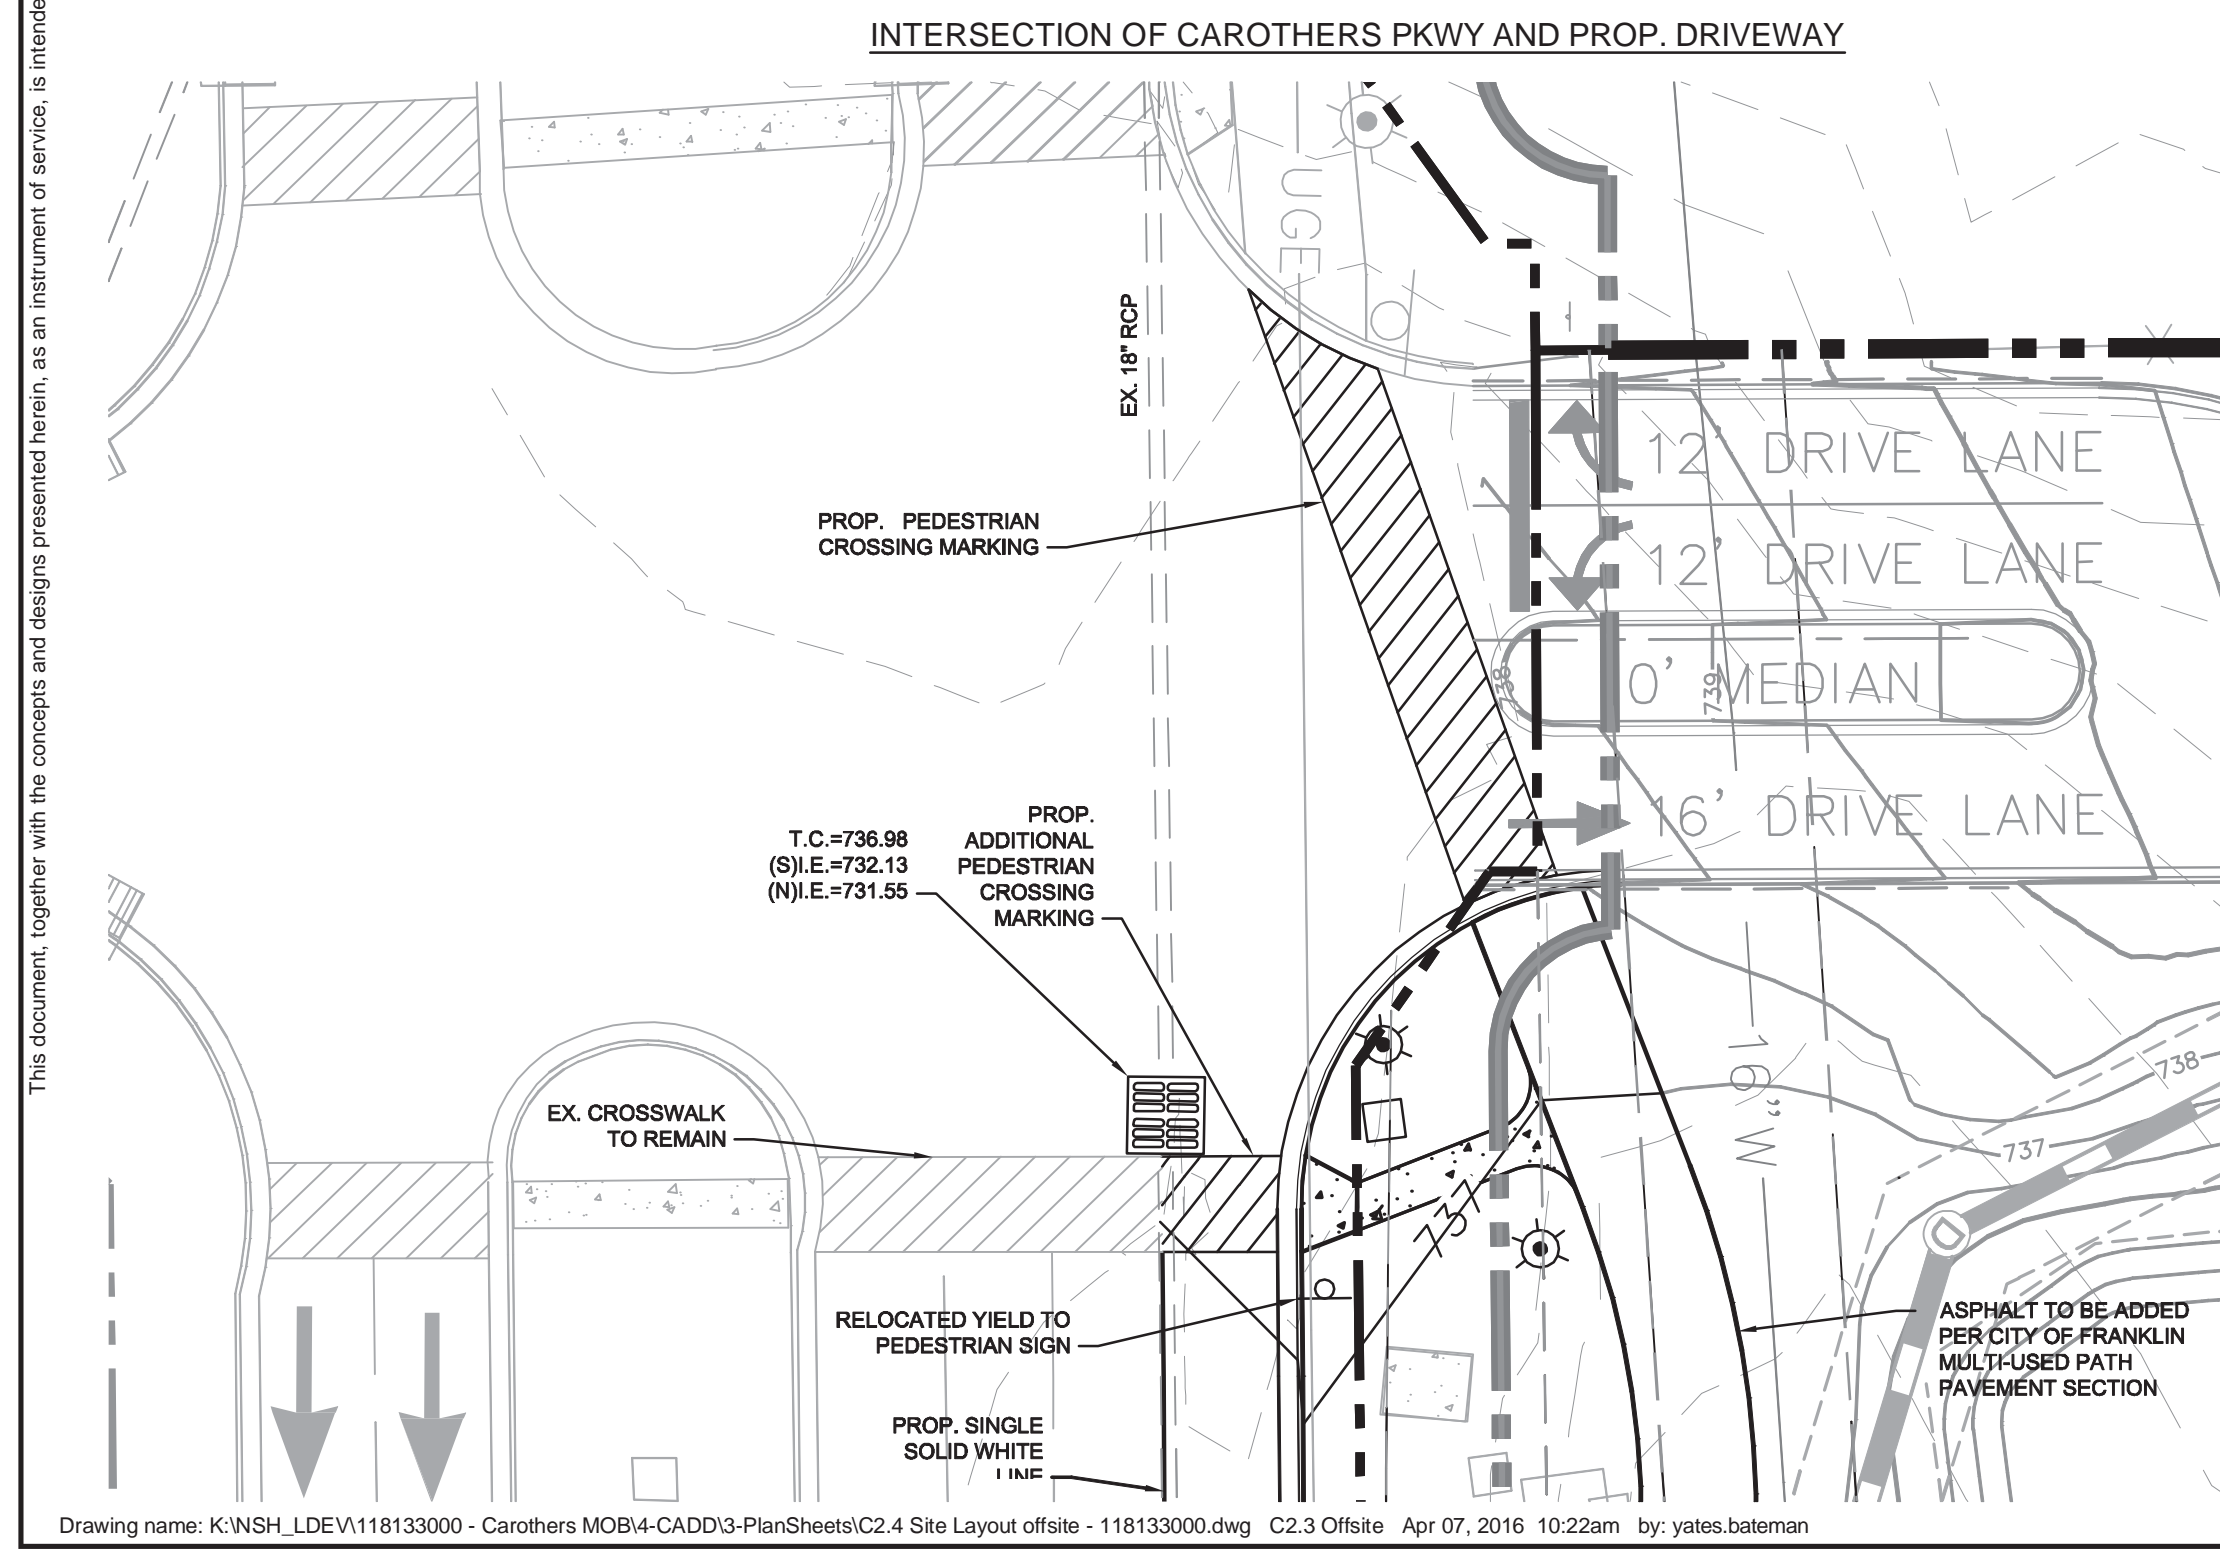 INTERSECTION OF CAROTHERS PKWY AND PROP. DRIVEWAY
This document, together with the concepts and designs presented herein, as an instrument of service, is intende
UGE
EX. 18" RCP
12' DRIVE LANE
PROP. PEDESTRIAN
CROSSING MARKING
12' DRIVE LANE
738
0' MEDIAN
739
16' DRIVE LANE
T.C.=736.98
(S)I.E.=732.13
(N)I.E.=731.55
PROP.
ADDITIONAL
PEDESTRIAN
CROSSING
MARKING
16"W
738
737
EX. CROSSWALK
TO REMAIN
737
RELOCATED YIELD TO
PEDESTRIAN SIGN
ASPHALT TO BE ADDED
PER CITY OF FRANKLIN
MULTI-USED PATH
PAVEMENT SECTION
PROP. SINGLE
SOLID WHITE
LINE
Drawing name: K:\NSH_LDEV\118133000 - Carothers MOB\4-CADD\3-PlanSheets\C2.4 Site Layout offsite - 118133000.dwg C2.3 Offsite Apr 07, 2016 10:22am by: yates.bateman